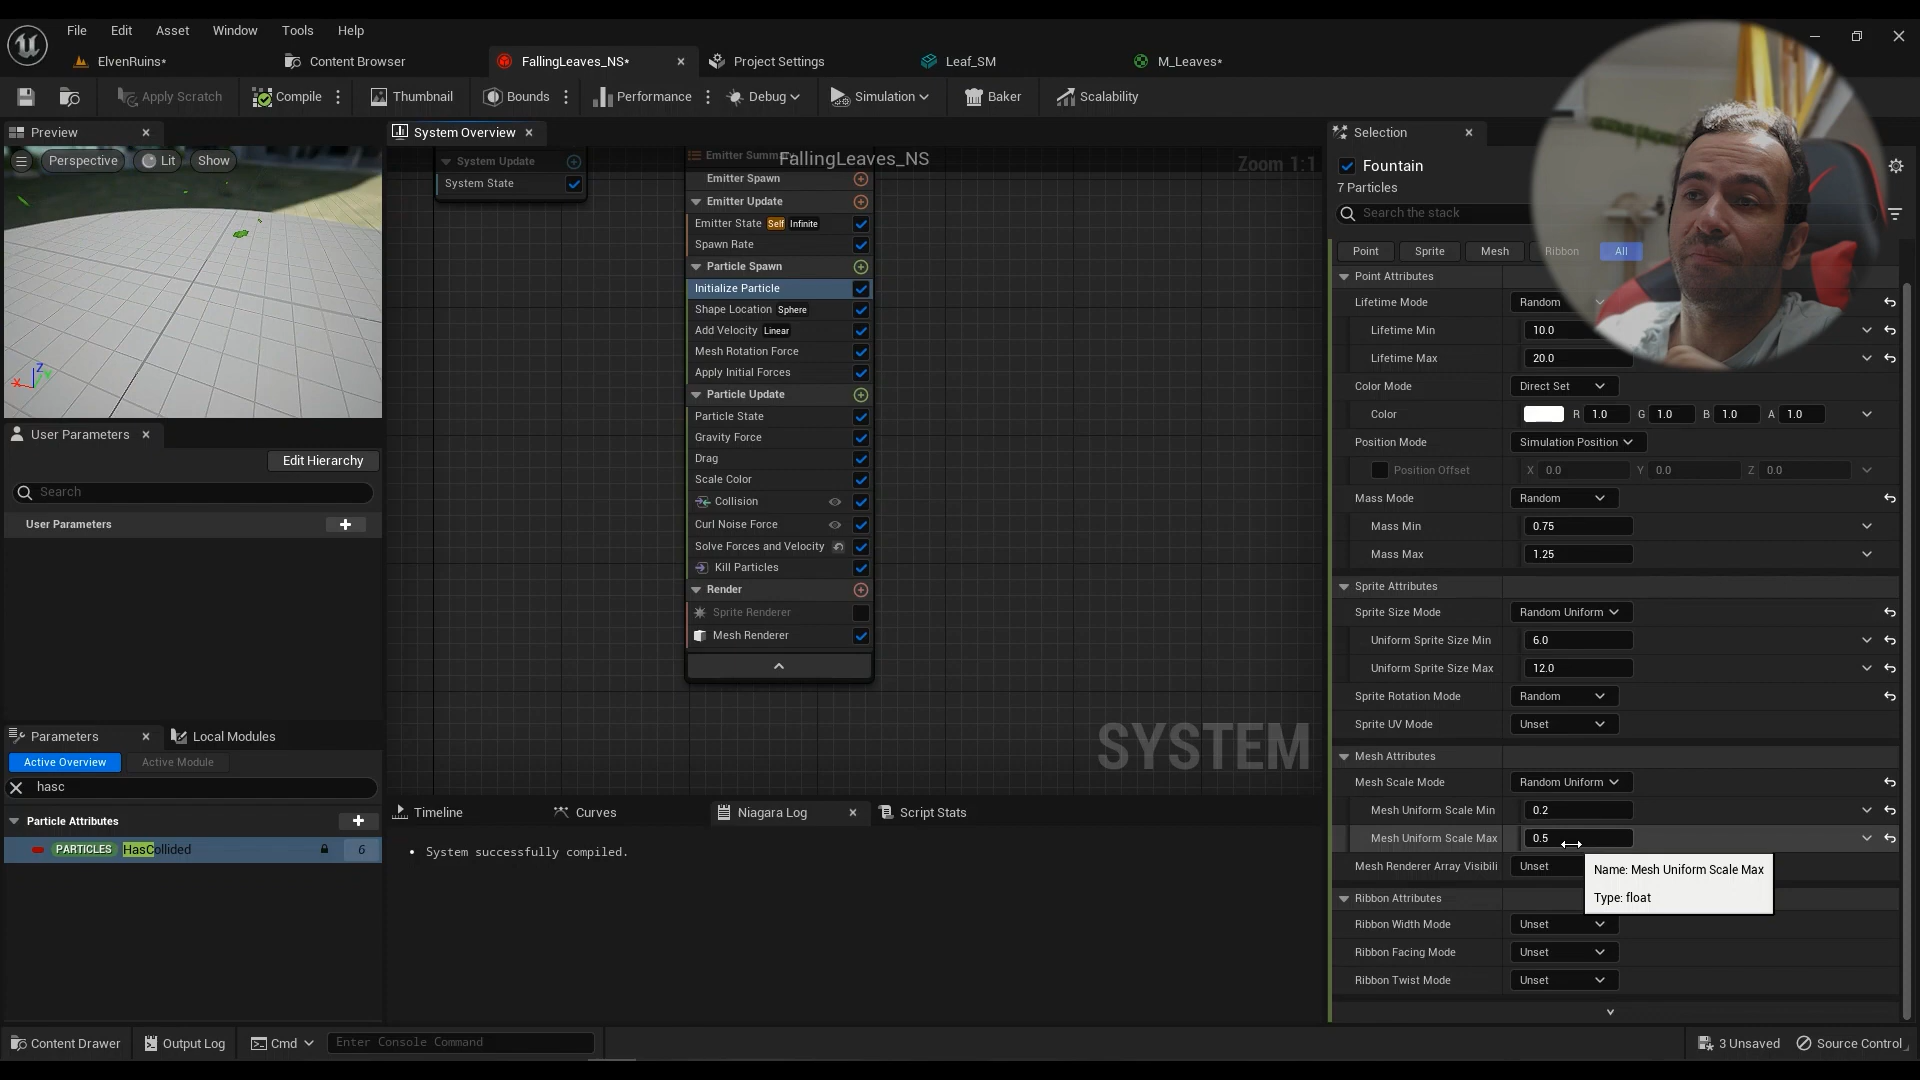 File Edit Asset Window Tools Help
ElvenRuins* Content Browser FallingLeaves_NS* Project Settings Leaf_SM M_Leaves*
Apply Scratch Compile Thumbnail Bounds Performance Debug Simulation Baker Scalability
Preview
Perspective Lit Show
X Z Y
User Parameters
Edit Hierarchy
Search
User Parameters
Parameters Local Modules
Active Overview Active Module
hasc
Particle Attributes
PARTICLES HasCollided 6
System Overview
FallingLeaves_NS
Zoom 1:1
System Update
System State
Emitter Spawn
Emitter Update
Emitter State Self Infinite
Spawn Rate
Particle Spawn
Initialize Particle
Shape Location Sphere
Add Velocity Linear
Mesh Rotation Force
Apply Initial Forces
Particle Update
Particle State
Gravity Force
Drag
Scale Color
Collision
Curl Noise Force
Solve Forces and Velocity
Kill Particles
Render
Sprite Renderer
Mesh Renderer
SYSTEM
Timeline Curves Niagara Log Script Stats
System successfully compiled.
Selection
Fountain
7 Particles
Search the stack
Point Sprite Mesh Ribbon All
Point Attributes
Lifetime Mode Random
Lifetime Min 10.0
Lifetime Max 20.0
Color Mode Direct Set
Color R 1.0 G 1.0 B 1.0 A 1.0
Position Mode Simulation Position
Position Offset X 0.0 Y 0.0 Z 0.0
Mass Mode Random
Mass Min 0.75
Mass Max 1.25
Sprite Attributes
Sprite Size Mode Random Uniform
Uniform Sprite Size Min 6.0
Uniform Sprite Size Max 12.0
Sprite Rotation Mode Random
Sprite UV Mode Unset
Mesh Attributes
Mesh Scale Mode Random Uniform
Mesh Uniform Scale Min 0.2
Mesh Uniform Scale Max 0.5
Mesh Renderer Array Visibili Unset
Name: Mesh Uniform Scale Max
Type: float
Ribbon Attributes
Ribbon Width Mode Unset
Ribbon Facing Mode Unset
Ribbon Twist Mode Unset
Content Drawer Output Log Cmd Enter Console Command 3 Unsaved Source Control